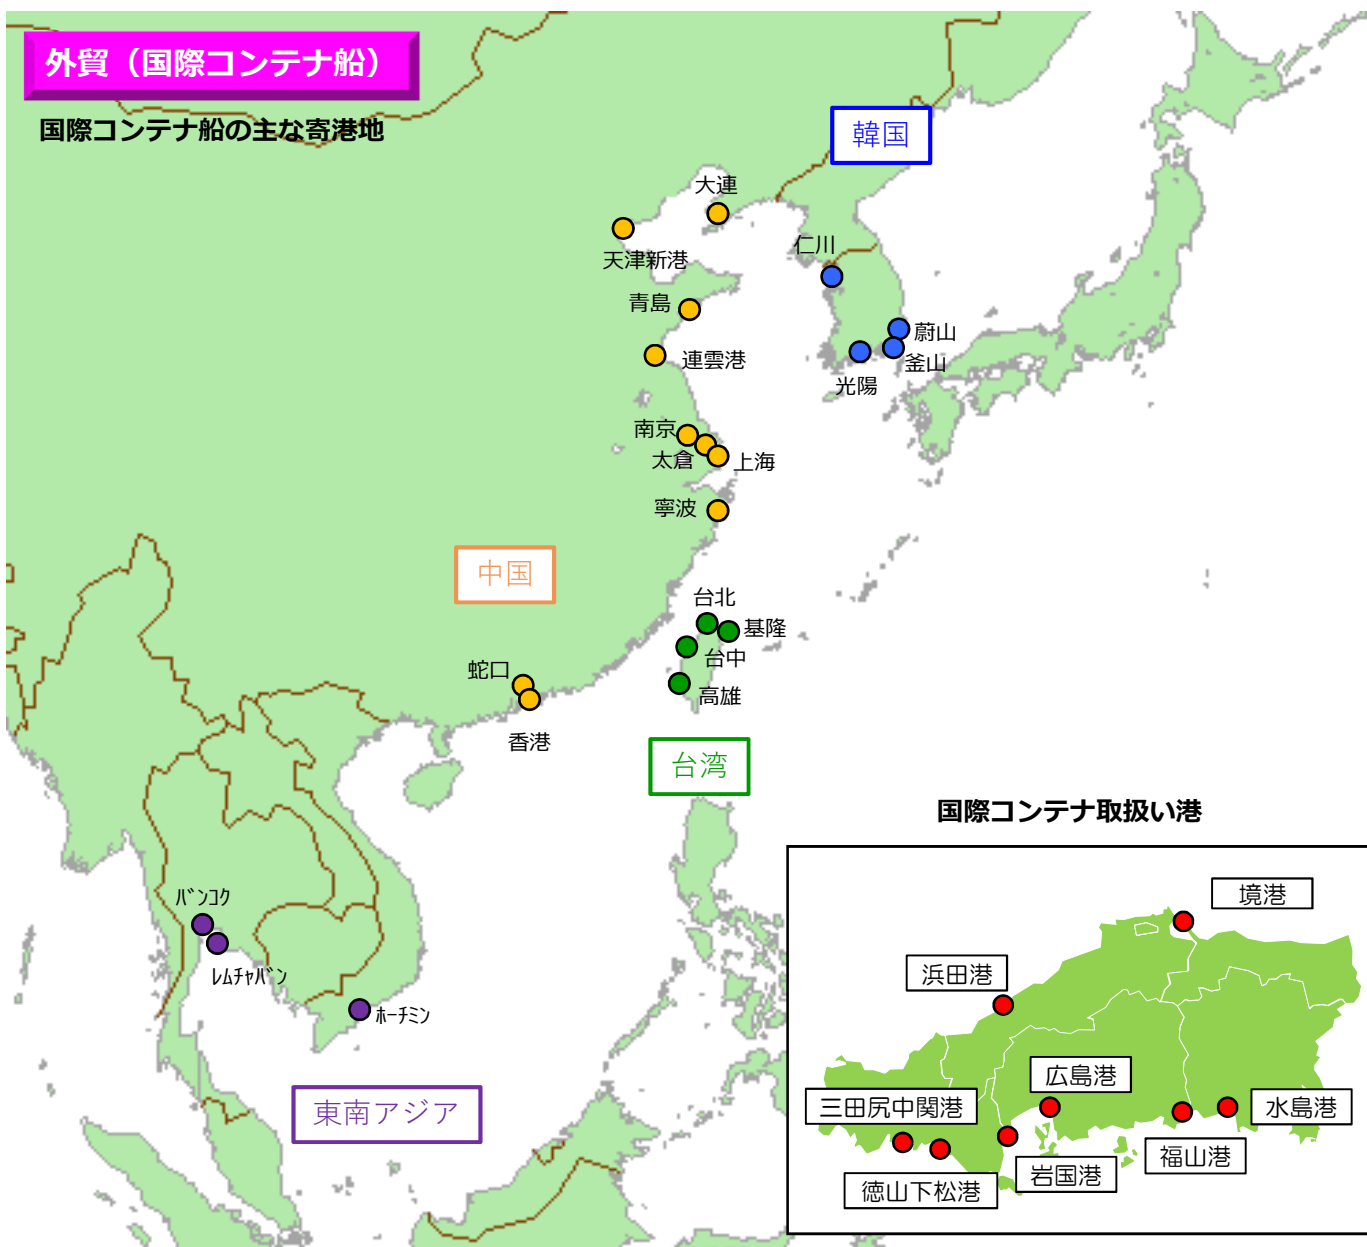 外貿（国際コンテナ船）
国際コンテナ船の主な寄港地
韓国
大連
天津新港
仁川
青島
蔚山
釜山
連雲港
光陽
南京
太倉
上海
寧波
中国
台北
基隆
台中
蛇口
高雄
香港
台湾
国際コンテナ取扱い港
バンコク
レムチャバン
ホーチミン
東南アジア
境港
浜田港
広島港
三田尻中関港
水島港
福山港
岩国港
徳山下松港